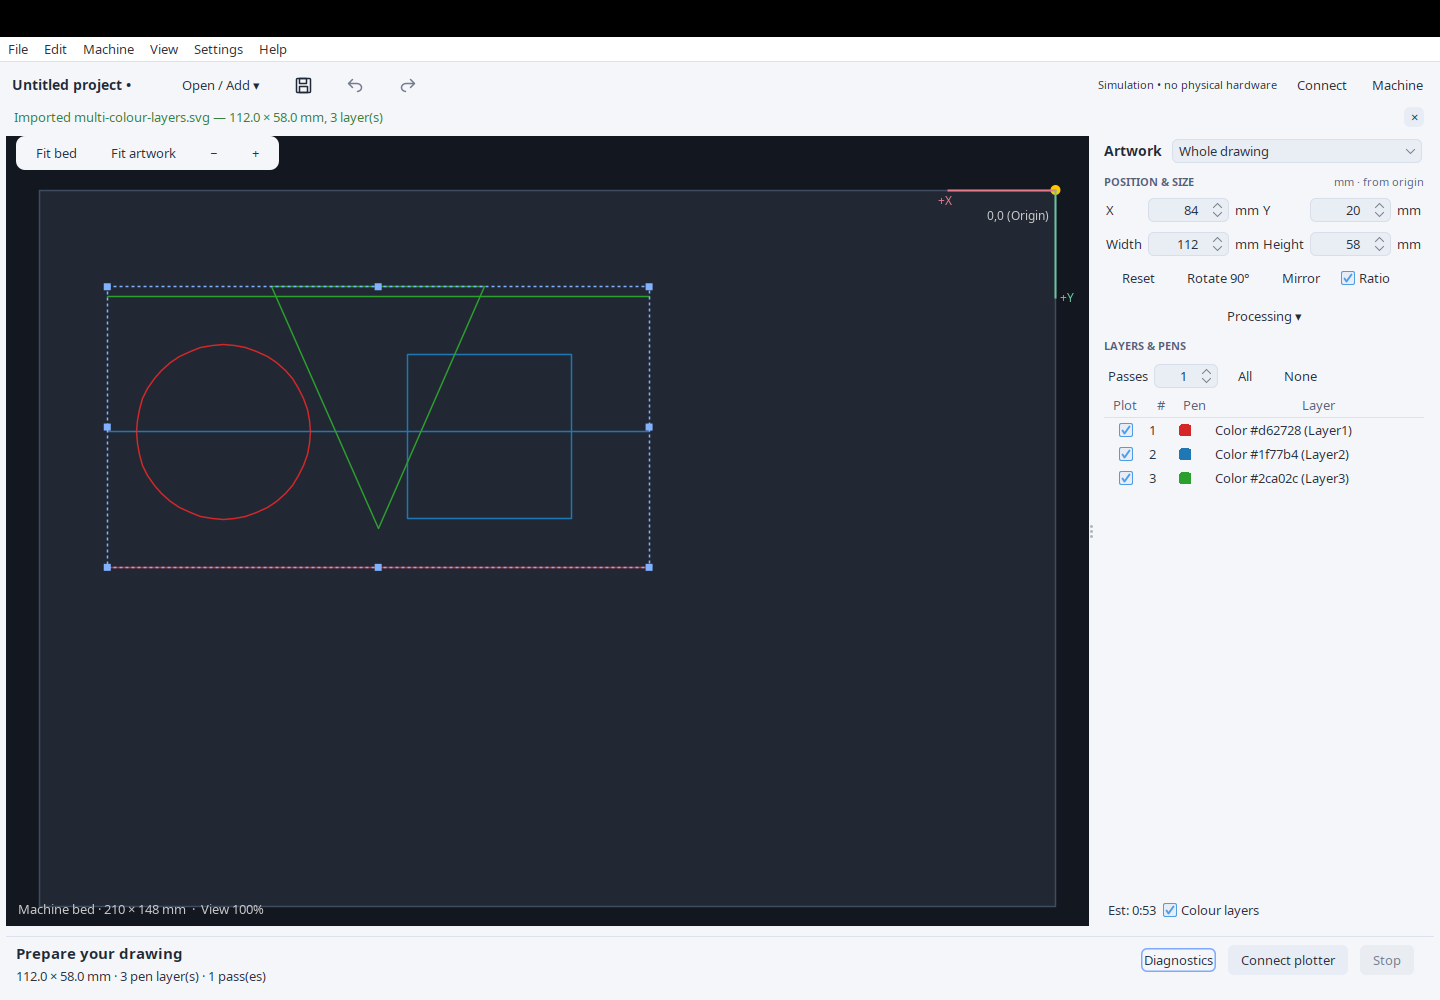 File Edit Machine View Settings Help
Untitled project • Open / Add ▾ Simulation • no physical hardware Connect Machine
Imported multi-colour-layers.svg — 112.0 × 58.0 mm, 3 layer(s) ×
Fit bed Fit artwork − +
Artwork Whole drawing
POSITION & SIZE mm · from origin
X 84 mm Y 20 mm
Width 112 mm Height 58 mm
Reset Rotate 90° Mirror Ratio
Processing ▾
LAYERS & PENS
Passes 1 All None
Plot # Pen Layer
1 Color #d62728 (Layer1)
2 Color #1f77b4 (Layer2)
3 Color #2ca02c (Layer3)
+X
0,0 (Origin)
+Y
Machine bed · 210 × 148 mm · View 100%
Est: 0:53 Colour layers
Prepare your drawing
112.0 × 58.0 mm · 3 pen layer(s) · 1 pass(es)
Diagnostics Connect plotter Stop